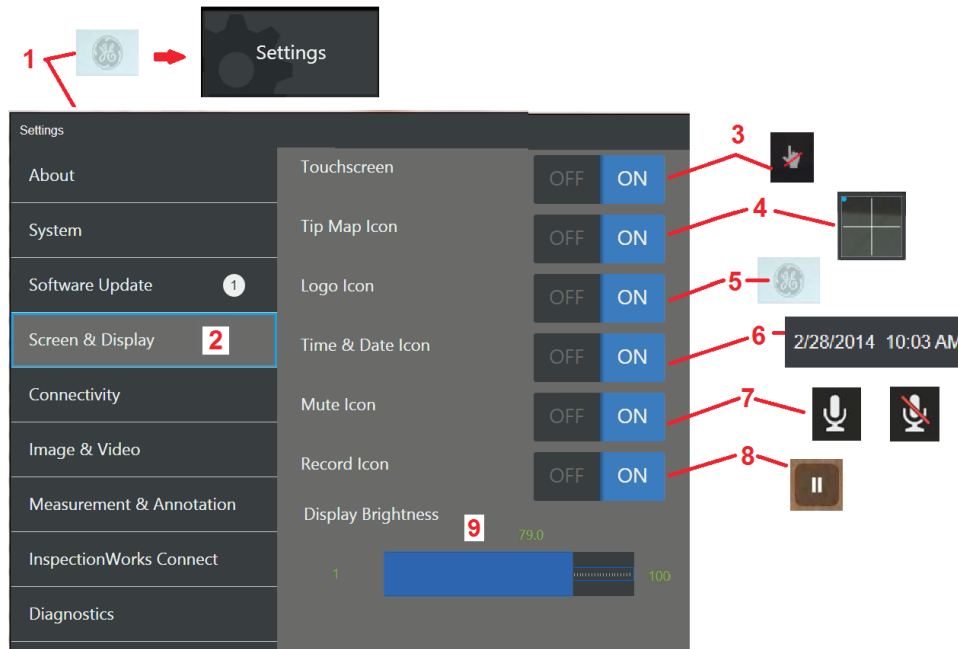 1
Settings
Settings
About
System
Software Update 1
Screen & Display 2
Connectivity
Image & Video
Measurement & Annotation
InspectionWorks Connect
Diagnostics
Touchscreen OFF ON 3
Tip Map Icon OFF ON 4
Logo Icon OFF ON 5
Time & Date Icon OFF ON 6 2/28/2014 10:03 AM
Mute Icon OFF ON 7
Record Icon OFF ON 8
Display Brightness 9
79.0
1 100